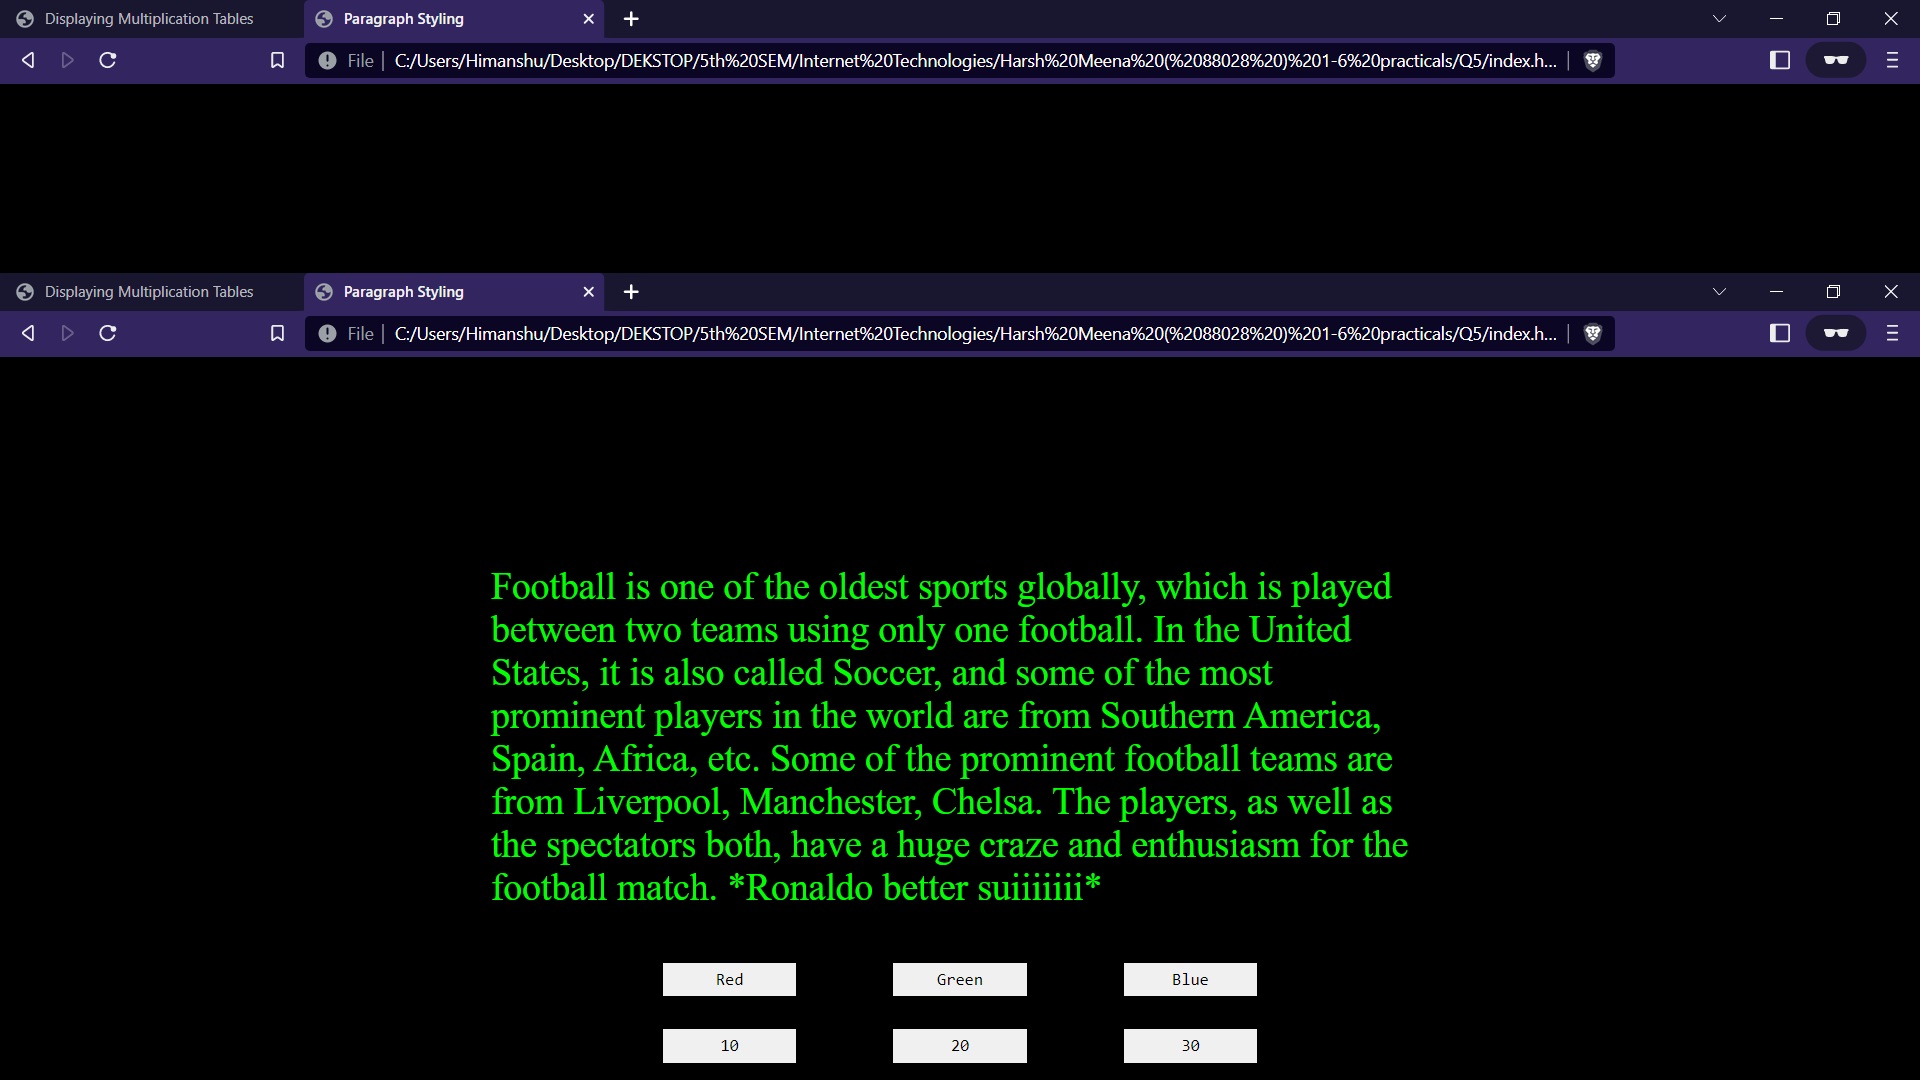 Displaying Multiplication Tables
Paragraph Styling
File
C:/Users/Himanshu/Desktop/DEKSTOP/5th%20SEM/Internet%20Technologies/Harsh%20Meena%20(%2088028%20)%201-6%20practicals/Q5/index.h...
Displaying Multiplication Tables
Paragraph Styling
File
C:/Users/Himanshu/Desktop/DEKSTOP/5th%20SEM/Internet%20Technologies/Harsh%20Meena%20(%2088028%20)%201-6%20practicals/Q5/index.h...
Football is one of the oldest sports globally, which is played
between two teams using only one football. In the United
States, it is also called Soccer, and some of the most
prominent players in the world are from Southern America,
Spain, Africa, etc. Some of the prominent football teams are
from Liverpool, Manchester, Chelsa. The players, as well as
the spectators both, have a huge craze and enthusiasm for the
football match. *Ronaldo better suiiiiiii*
Red Green Blue
10 20 30